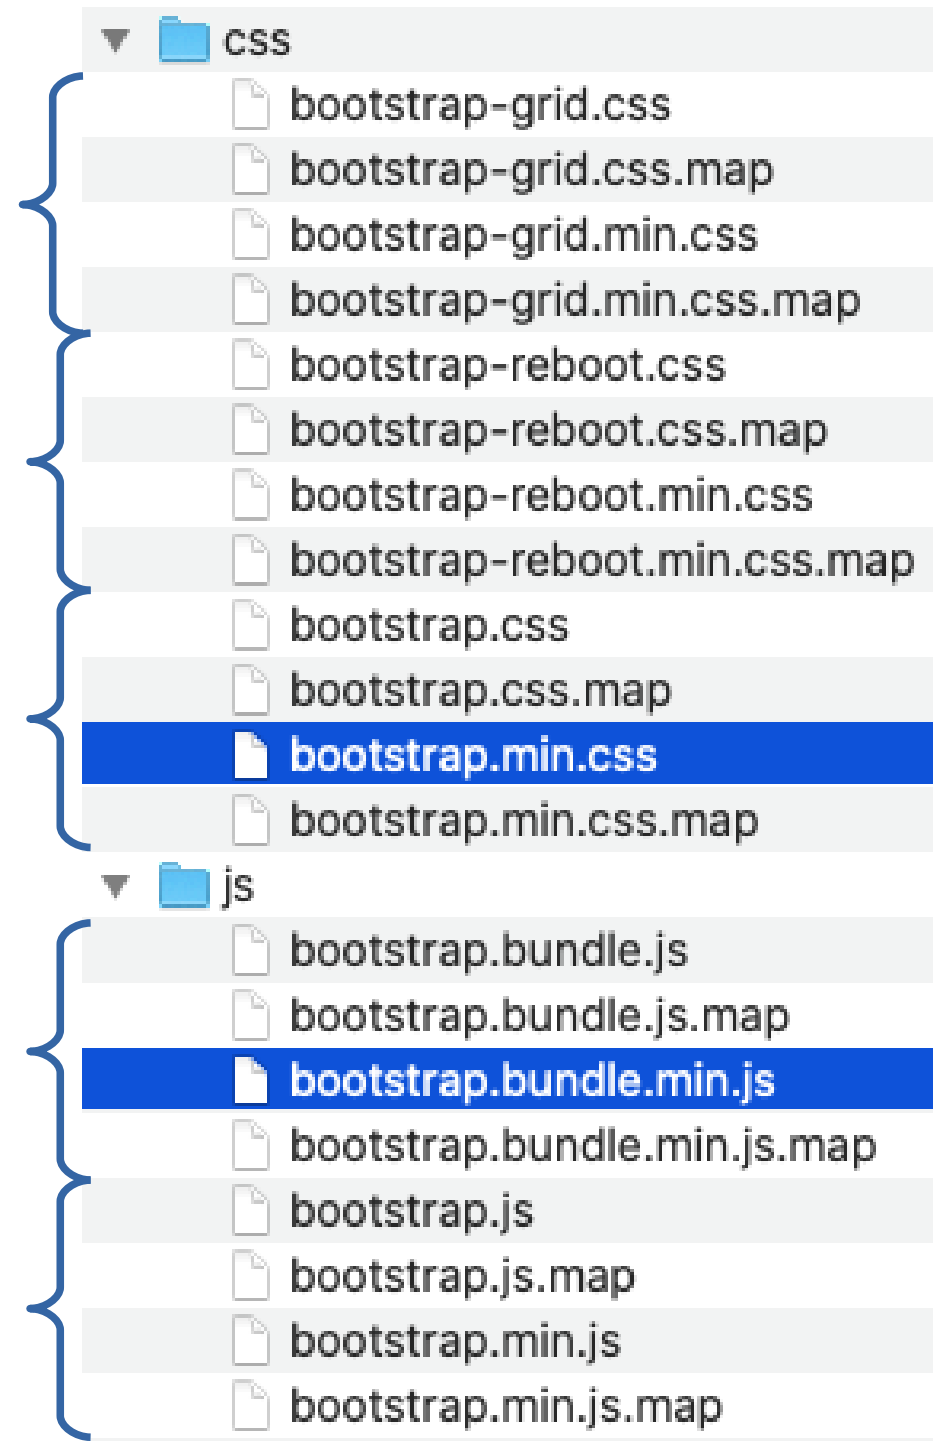 css
bootstrap-grid.css
bootstrap-grid.css.map
bootstrap-grid.min.css
bootstrap-grid.min.css.map
bootstrap-reboot.css
bootstrap-reboot.css.map
bootstrap-reboot.min.css
bootstrap-reboot.min.css.map
bootstrap.css
bootstrap.css.map
bootstrap.min.css
bootstrap.min.css.map
js
bootstrap.bundle.js
bootstrap.bundle.js.map
bootstrap.bundle.min.js
bootstrap.bundle.min.js.map
bootstrap.js
bootstrap.js.map
bootstrap.min.js
bootstrap.min.js.map